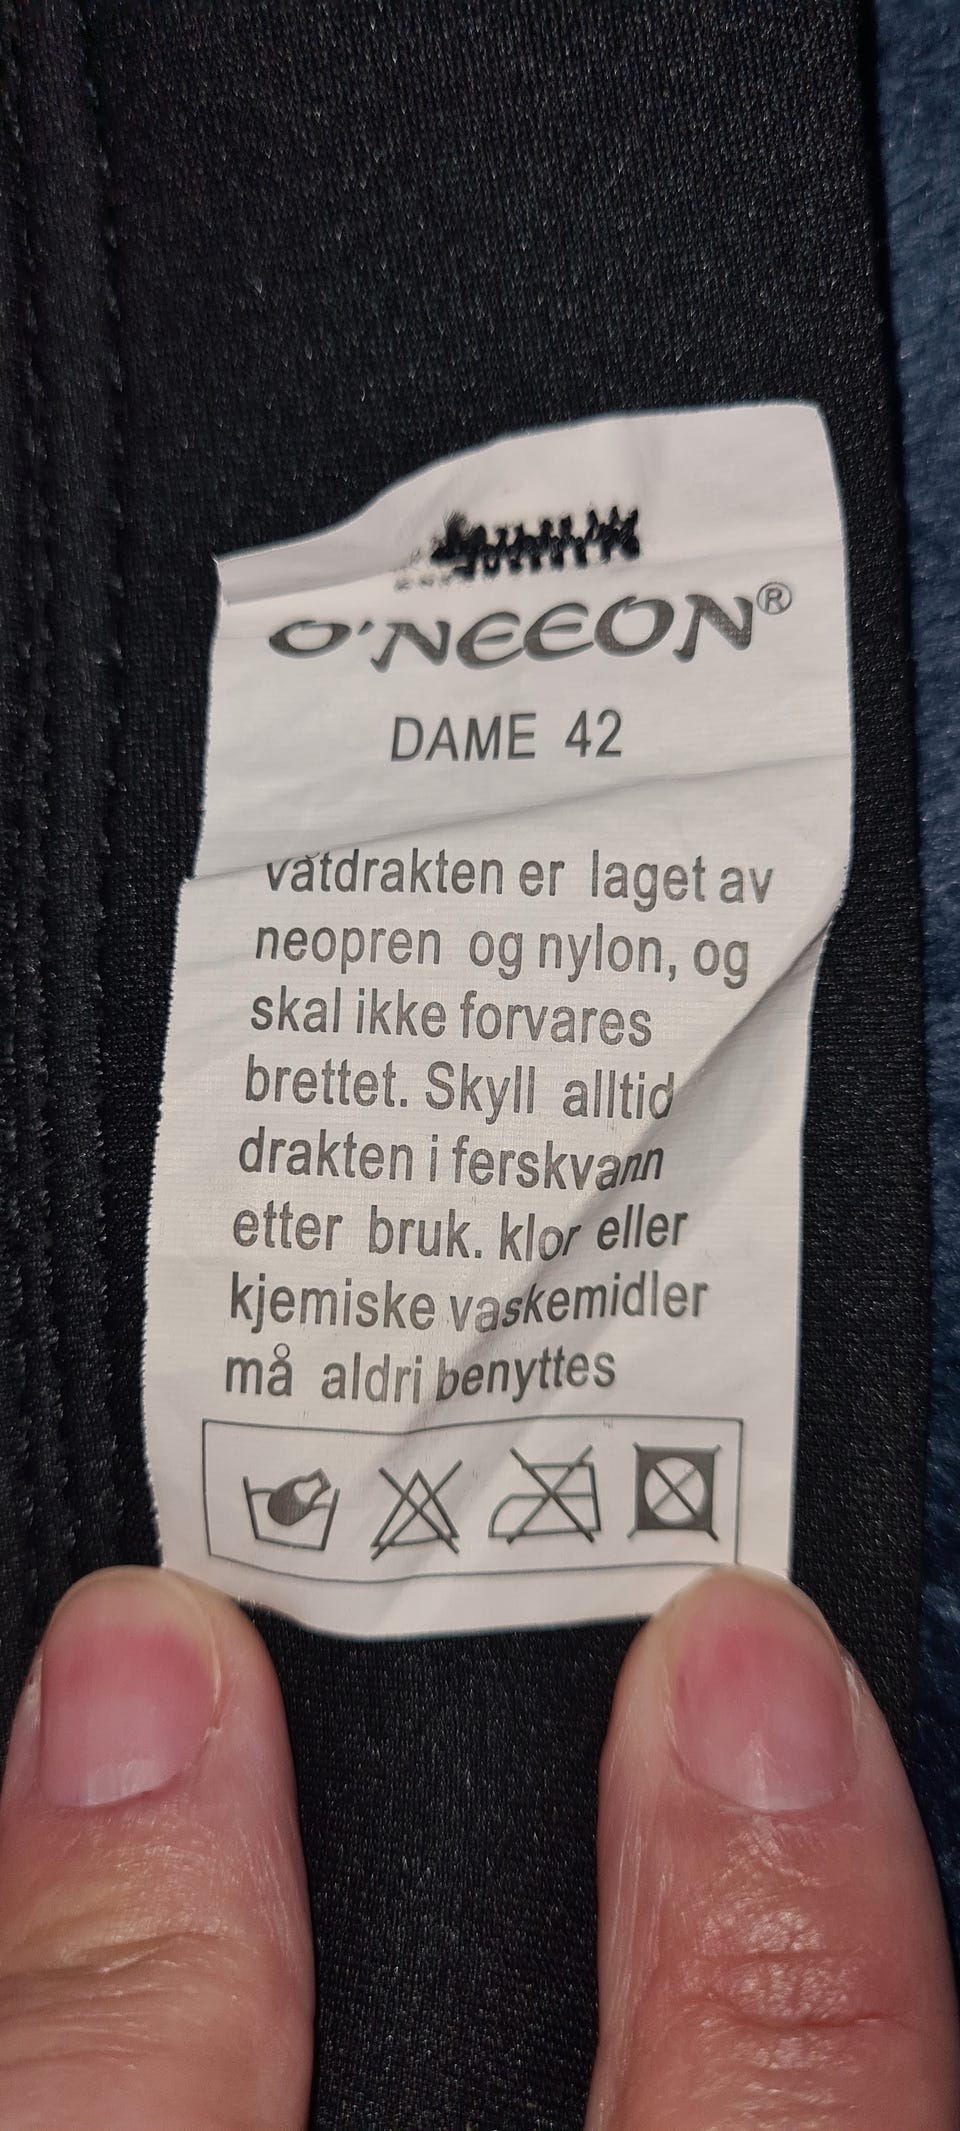 O'NEEON®
DAME 42
våtdrakten er laget av
neopren og nylon, og
skal ikke forvares
brettet. Skyll alltid
drakten i ferskvann
etter bruk. klor eller
kjemiske vaskemidler
må aldri benyttes